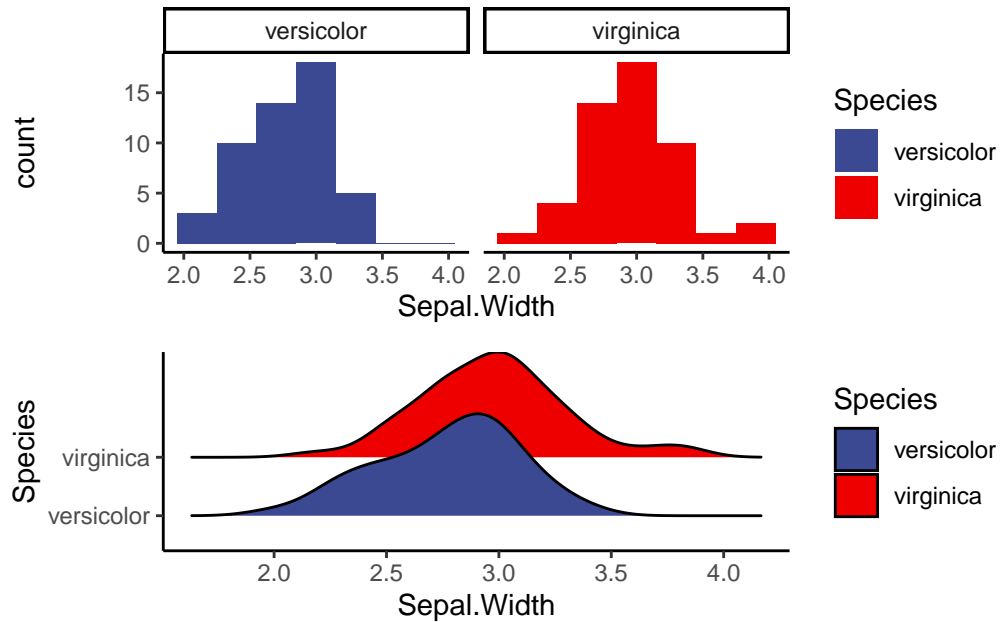 versicolor virginica
count
15
10
5
0
2.0 2.5 3.0 3.5 4.0 2.0 2.5 3.0 3.5 4.0
Sepal.Width
Species
versicolor
virginica
Species
virginica
versicolor
2.0 2.5 3.0 3.5 4.0
Sepal.Width
Species
versicolor
virginica